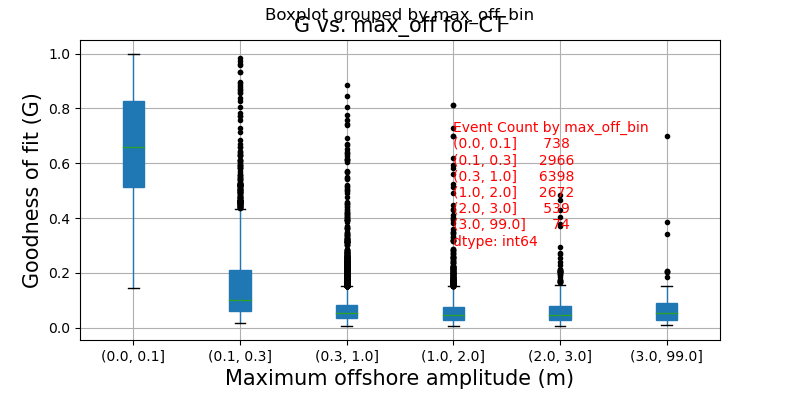 Boxplot grouped by max_off_bin
G vs. max_off for CT
Goodness of fit (G)
1.0
0.8
0.6
0.4
0.2
0.0
Event Count by max_off_bin
(0.0, 0.1] 738
(0.1, 0.3] 2966
(0.3, 1.0] 6398
(1.0, 2.0] 2672
(2.0, 3.0] 539
(3.0, 99.0] 74
dtype: int64
(0.0, 0.1] (0.1, 0.3] (0.3, 1.0] (1.0, 2.0] (2.0, 3.0] (3.0, 99.0]
Maximum offshore amplitude (m)